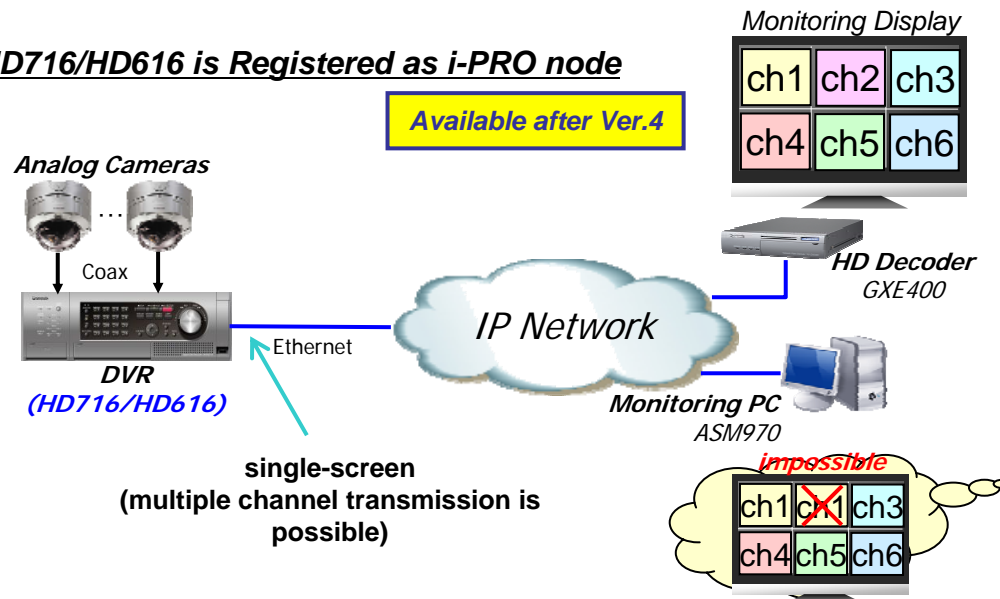 HD716/HD616 is Registered as i-PRO node
Available after Ver.4
Monitoring Display
ch1 ch2 ch3
ch4 ch5 ch6
Analog Cameras
...
Coax
DVR
(HD716/HD616)
Ethernet
IP Network
HD Decoder
GXE400
Monitoring PC
ASM970
single-screen
(multiple channel transmission is
possible)
impossible
ch1 ch1 ch3
ch4 ch5 ch6